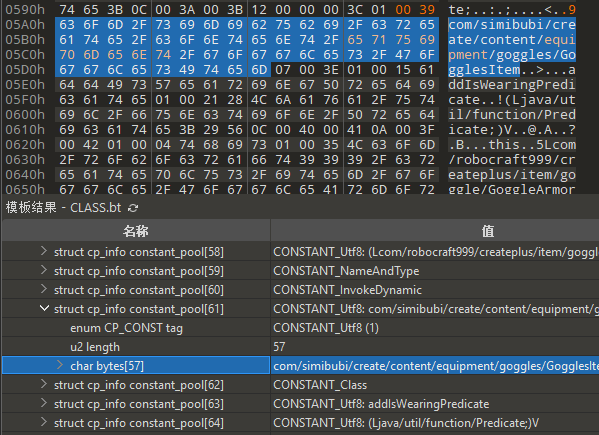 0590h 74 65 3B 0C 00 3A 00 3B 12 00 00 00 3C 01 00 39 te;..:.;....<..9
05A0h 63 6F 6D 2F 73 69 6D 69 62 75 62 69 2F 63 72 65 com/simibubi/cre
05B0h 61 74 65 2F 63 6F 6E 74 65 6E 74 2F 65 71 75 69 ate/content/equi
05C0h 70 6D 65 6E 74 2F 67 6F 67 67 6C 65 73 2F 47 6F pment/goggles/Go
05D0h 67 67 6C 65 73 49 74 65 6D 07 00 3E 01 00 15 61 gglesItem..>...a
05E0h 64 64 49 73 57 65 61 72 69 6E 67 50 72 65 64 69 ddIsWearingPredi
05F0h 63 61 74 65 01 00 21 28 4C 6A 61 76 61 2F 75 74 cate..!(Ljava/ut
0600h 69 6C 2F 66 75 6E 63 74 69 6F 6E 2F 50 72 65 64 il/function/Pred
0610h 69 63 61 74 65 3B 29 56 0C 00 40 00 41 0A 00 3F icate;)V..@.A..?
0620h 00 42 01 00 04 74 68 69 73 01 00 35 4C 63 6F 6D .B...this..5Lcom
0630h 2F 72 6F 62 6F 63 72 61 66 74 39 39 39 2F 63 72 /robocraft999/cr
0640h 65 61 74 65 70 6C 75 73 2F 69 74 65 6D 2F 67 6F eateplus/item/go
0650h 67 67 6C 65 2F 47 6F 67 67 6C 65 41 72 6D 6F 72 ggle/GoggleArmor
模板结果 - CLASS.bt
名称 值
struct cp_info constant_pool[58] CONSTANT_Utf8: (Lcom/robocraft999/createplus/item/goggl
struct cp_info constant_pool[59] CONSTANT_NameAndType
struct cp_info constant_pool[60] CONSTANT_InvokeDynamic
struct cp_info constant_pool[61] CONSTANT_Utf8: com/simibubi/create/content/equipment/g
enum CP_CONST tag CONSTANT_Utf8 (1)
u2 length 57
char bytes[57] com/simibubi/create/content/equipment/goggles/GogglesIte
struct cp_info constant_pool[62] CONSTANT_Class
struct cp_info constant_pool[63] CONSTANT_Utf8: addIsWearingPredicate
struct cp_info constant_pool[64] CONSTANT_Utf8: (Ljava/util/function/Predicate;)V